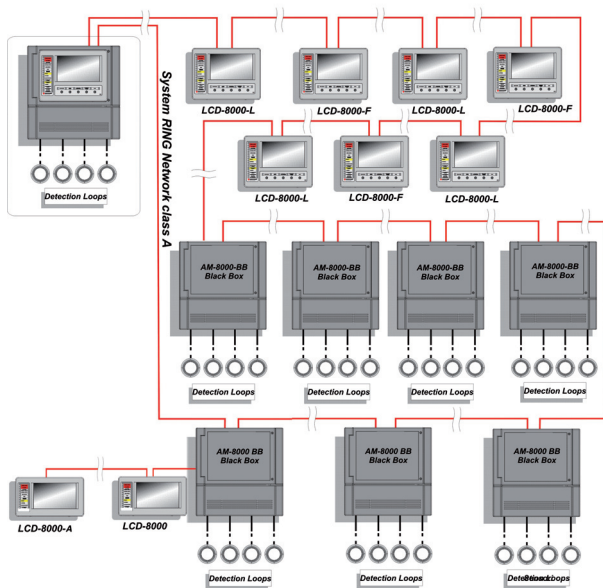 System RING Network class A
LCD-8000-L
LCD-8000-F
LCD-8000-L
LCD-8000-F
Detection Loops
LCD-8000-L
LCD-8000-F
LCD-8000-L
AM-8000-BB
Black Box
AM-8000-BB
Black Box
AM-8000-BB
Black Box
AM-8000-BB
Black Box
Detection Loops
Detection Loops
Detection Loops
Detection Loops
AM-8000 BB
Black Box
AM-8000 BB
Black Box
AM-8000 BB
Black Box
LCD-8000-A
LCD-8000
Detection Loops
Detection Loops